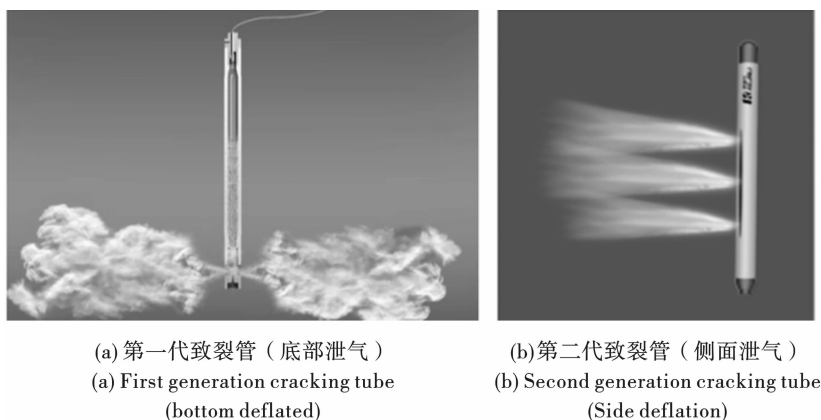 (a)第一代致裂管（底部泄气）
(a) First generation cracking tube
(bottom deflated)
(b)第二代致裂管（侧面泄气）
(b) Second generation cracking tube
(Side deflation)